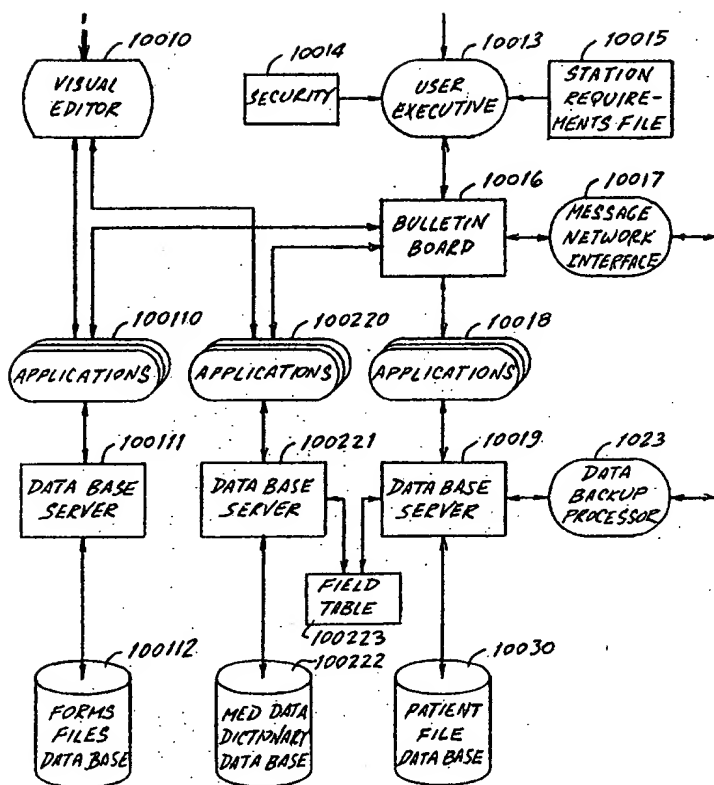 10010
10014
10013
10015
VISUAL
EDITOR
SECURITY
USER
EXECUTIVE
STATION
REQUIRE-
MENTS FILE
10016
10017
BULLETIN
BOARD
MESSAGE
NETWORK
INTERFACE
100110
100220
10018
APPLICATIONS
APPLICATIONS
APPLICATIONS
100111
100221
10019
1023
DATA BASE
SERVER
DATA BASE
SERVER
DATA BASE
SERVER
DATA
BACKUP
PROCESSOR
FIELD
TABLE
100223
100112
100222
10030
FORMS
FILES
DATA BASE
MED DATA
DICTIONARY
DATA BASE
PATIENT
FILE
DATA BASE